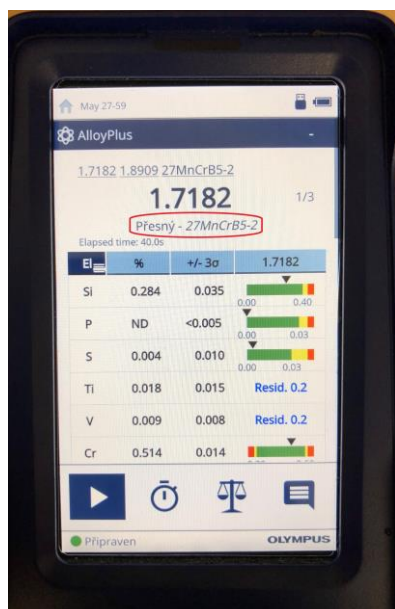 May 27-59
AlloyPlus -
1.7182 1.8909 27MnCrB5-2
1.7182 1/3
Přesný - 27MnCrB5-2
Elapsed time: 40.0s
El % +/- 3σ 1.7182
Si 0.284 0.035
0.00 0.40
P ND <0.005
0.00 0.03
S 0.004 0.010
0.00 0.03
Ti 0.018 0.015 Resid. 0.2
V 0.009 0.008 Resid. 0.2
Cr 0.514 0.014
Připraven OLYMPUS